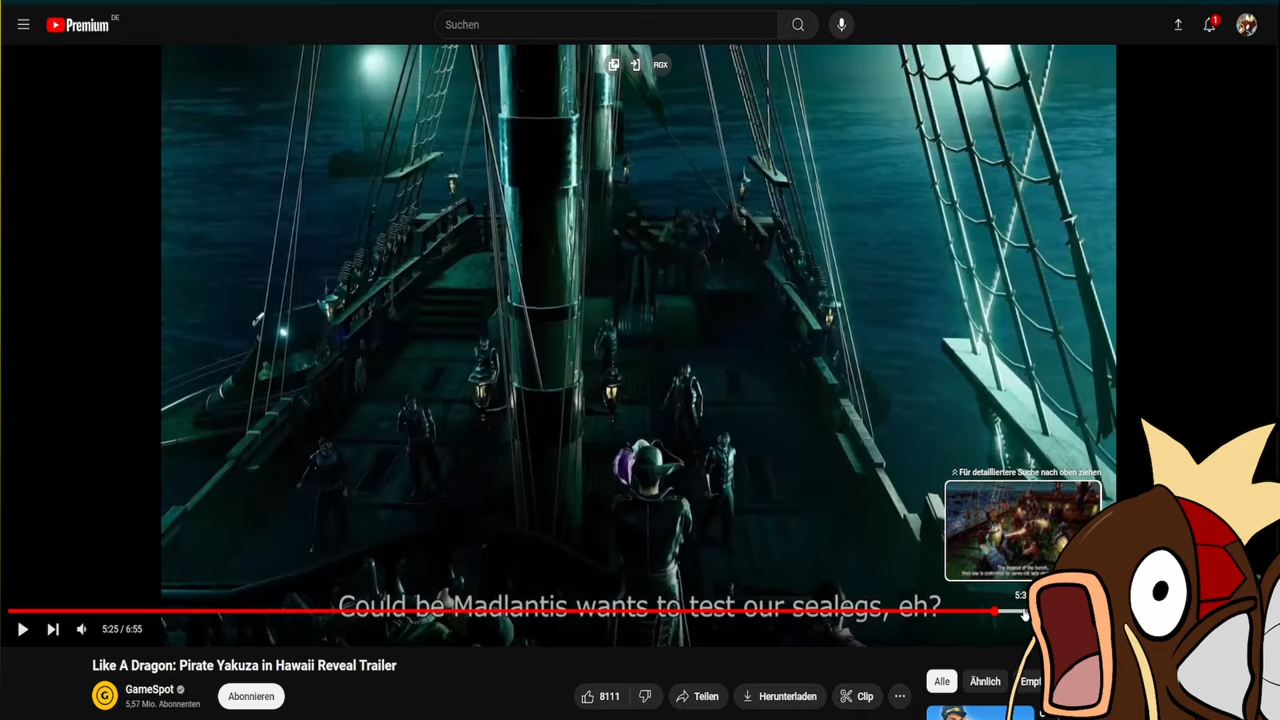 Premium DE
Suchen
1
RGX
Für detailliertere Suche nach oben ziehen
5:3
Could be Madlantis wants to test our sealegs, eh?
5:25 / 6:55
Like A Dragon: Pirate Yakuza in Hawaii Reveal Trailer
G
GameSpot
5,57 Mio. Abonnenten
Abonnieren
8111
Teilen
Herunterladen
Clip
Alle
Ähnlich